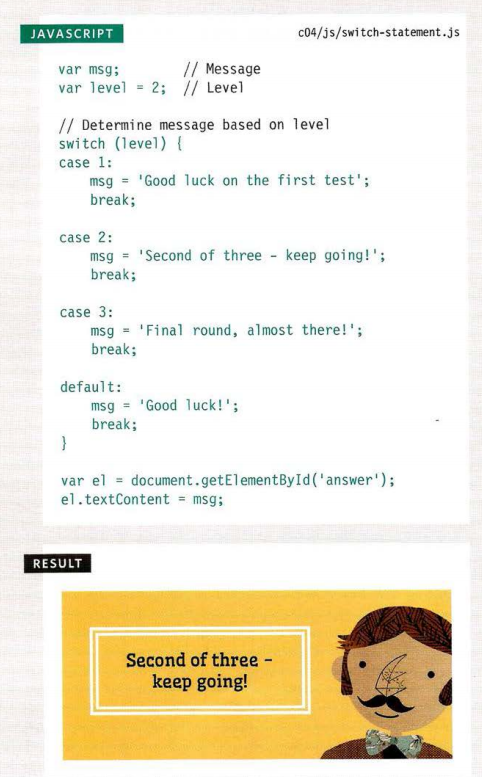 JAVASCRIPT
c04/js/switch-statement.js
var msg;         // Message
var level = 2;  // Level
// Determine message based on level
switch (level) {
case 1:
    msg = 'Good luck on the first test';
    break;
case 2:
    msg = 'Second of three - keep going!';
    break;
case 3:
    msg = 'Final round, almost there!';
    break;
default:
    msg = 'Good luck!';
    break;
}
var el = document.getElementById('answer');
el.textContent = msg;
RESULT
Second of three -
keep going!